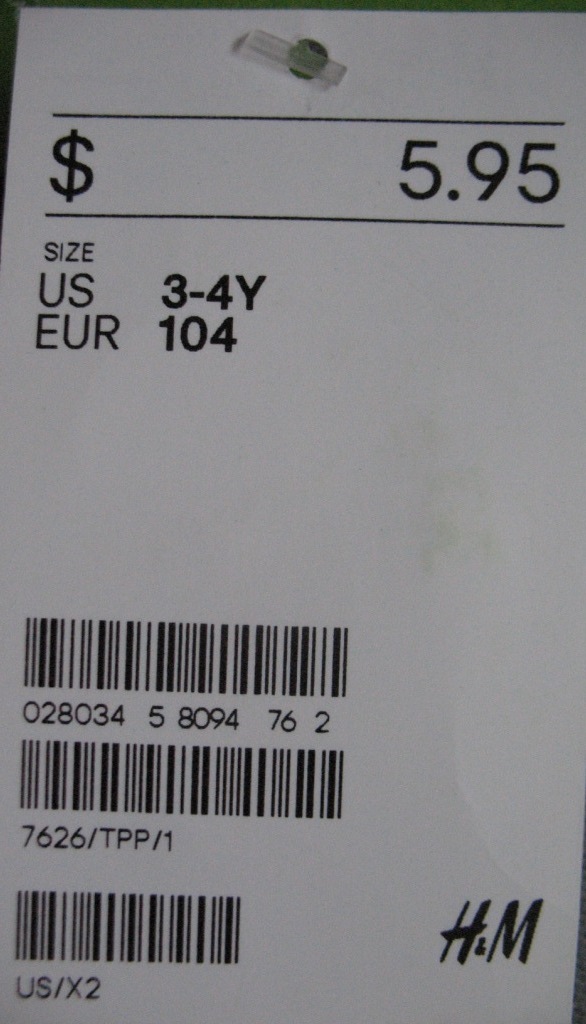 $ 5.95
SIZE
US 3-4Y
EUR 104
028034 5 8094 76 2
7626/TPP/1
US/X2
H&M